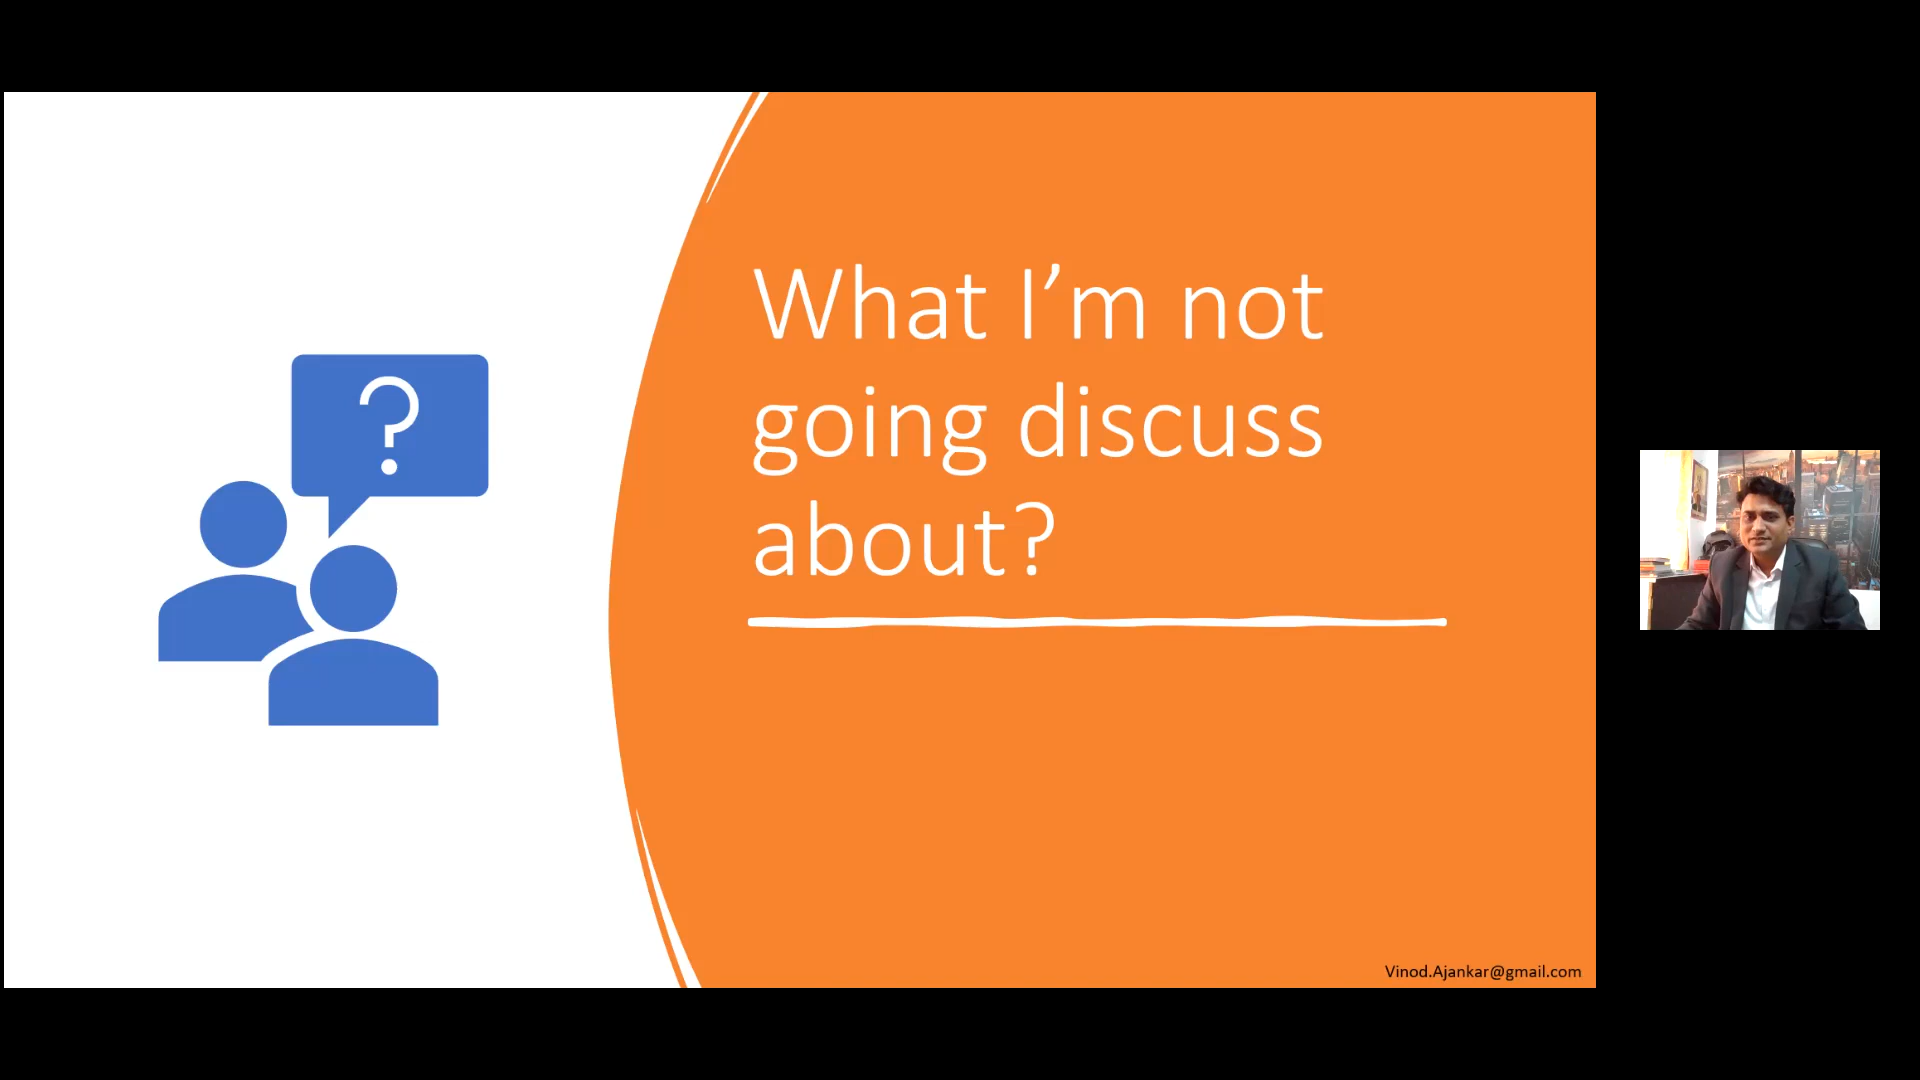 What I’m not
going discuss
about?
?
Vinod.Ajankar@gmail.com